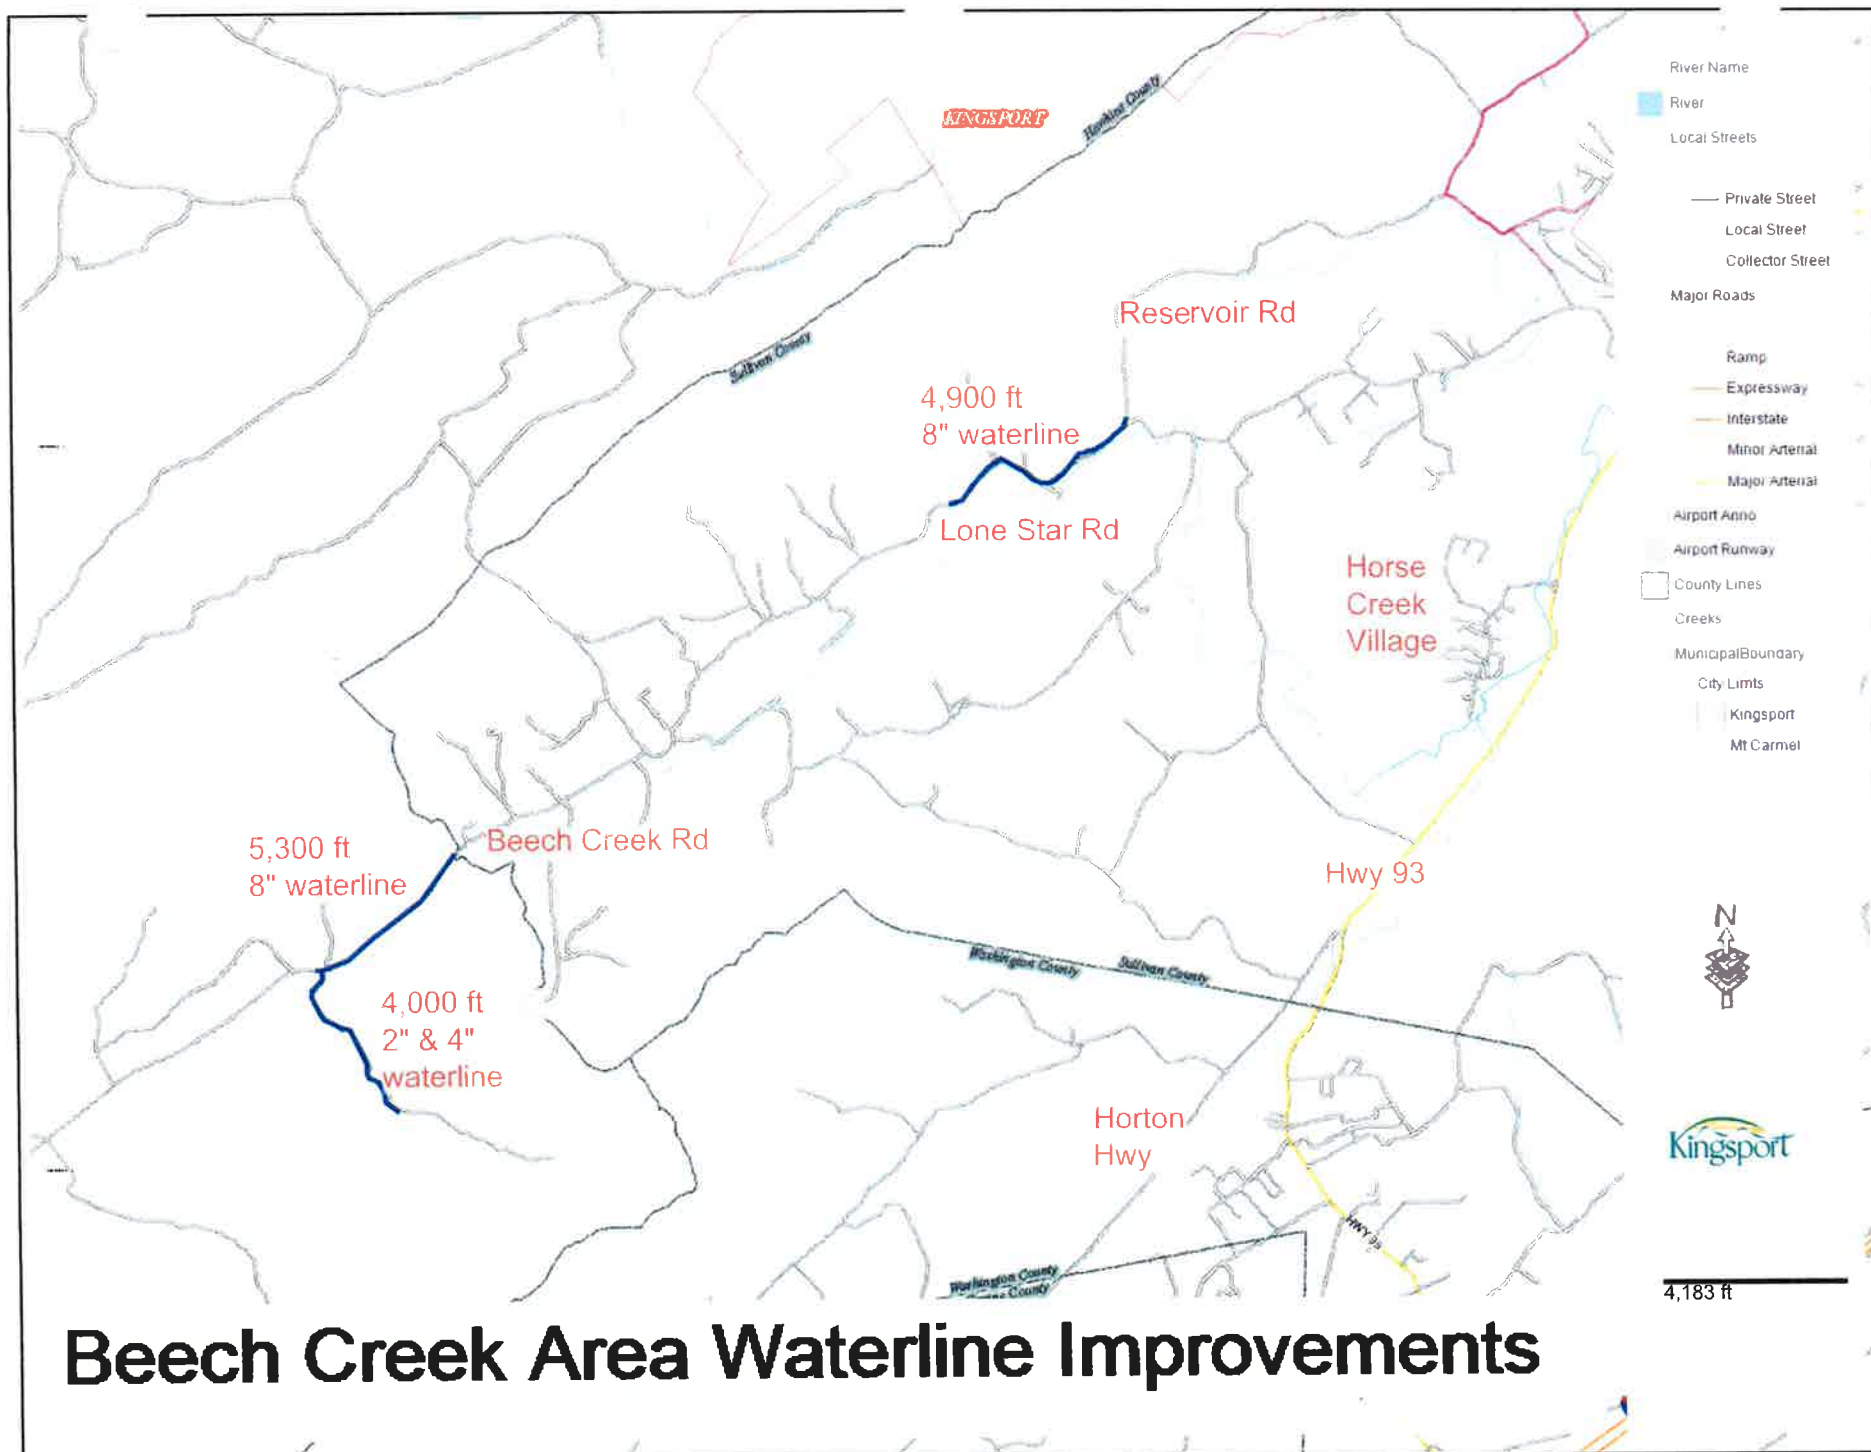 KINGSPORT
Hawkins County
Sullivan County
Reservoir Rd
4,900 ft
8" waterline
Lone Star Rd
Horse
Creek
Village
5,300 ft
8" waterline
Beech Creek Rd
Hwy 93
4,000 ft
2" & 4"
waterline
Washington County
Sullivan County
Horton
Hwy
HWY 93
Washington County
County
River Name
River
Local Streets
Private Street
Local Street
Collector Street
Major Roads
Ramp
Expressway
Interstate
Minor Arterial
Major Arterial
Airport Anno
Airport Runway
County Lines
Creeks
MunicipalBoundary
City Limts
Kingsport
Mt Carmel
N
Kingsport
4,183 ft
Beech Creek Area Waterline Improvements